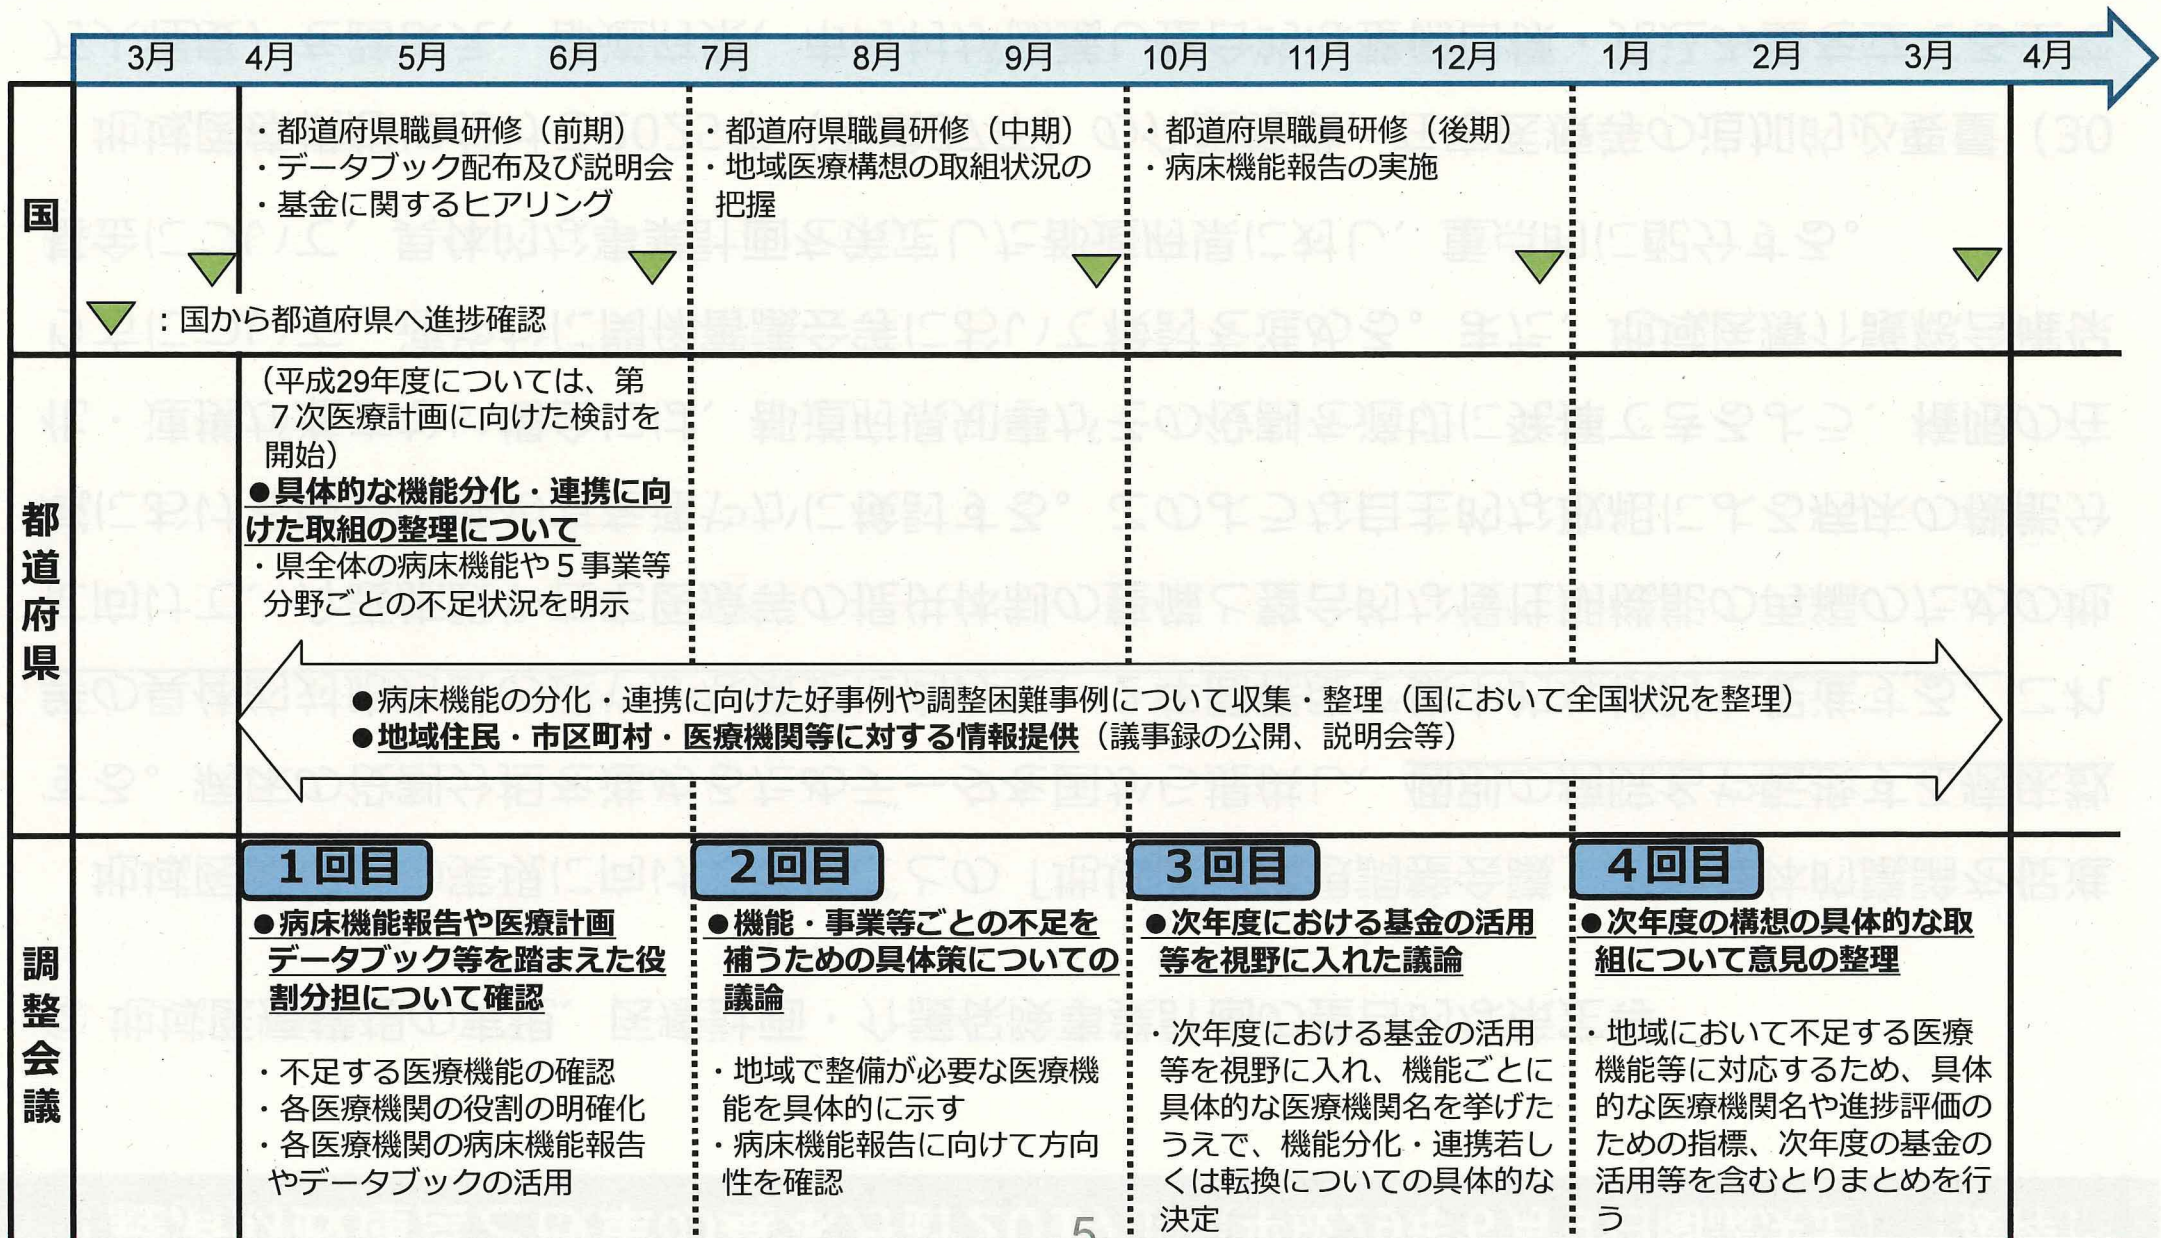 3月 4月 5月 6月 7月 8月 9月 10月 11月 12月 1月 2月 3月 4月
国
・都道府県職員研修（前期）
・データブック配布及び説明会
・基金に関するヒアリング
・都道府県職員研修（中期）
・地域医療構想の取組状況の
把握
・都道府県職員研修（後期）
・病床機能報告の実施
：国から都道府県へ進捗確認
都道府県
（平成29年度については、第
７次医療計画に向けた検討を
開始）
●具体的な機能分化・連携に向
けた取組の整理について
・県全体の病床機能や５事業等
分野ごとの不足状況を明示
●病床機能の分化・連携に向けた好事例や調整困難事例について収集・整理（国において全国状況を整理）
●地域住民・市区町村・医療機関等に対する情報提供（議事録の公開、説明会等）
調整会議
１回目
●病床機能報告や医療計画
データブック等を踏まえた役
割分担について確認
・不足する医療機能の確認
・各医療機関の役割の明確化
・各医療機関の病床機能報告
やデータブックの活用
２回目
●機能・事業等ごとの不足を
補うための具体策についての
議論
・地域で整備が必要な医療機
能を具体的に示す
・病床機能報告に向けて方向
性を確認
３回目
●次年度における基金の活用
等を視野に入れた議論
・次年度における基金の活用
等を視野に入れ、機能ごとに
具体的な医療機関名を挙げた
うえで、機能分化・連携若し
くは転換についての具体的な
決定
４回目
●次年度の構想の具体的な取
組について意見の整理
・地域において不足する医療
機能等に対応するため、具体
的な医療機関名や進捗評価の
ための指標、次年度の基金の
活用等を含むとりまとめを行
う
5